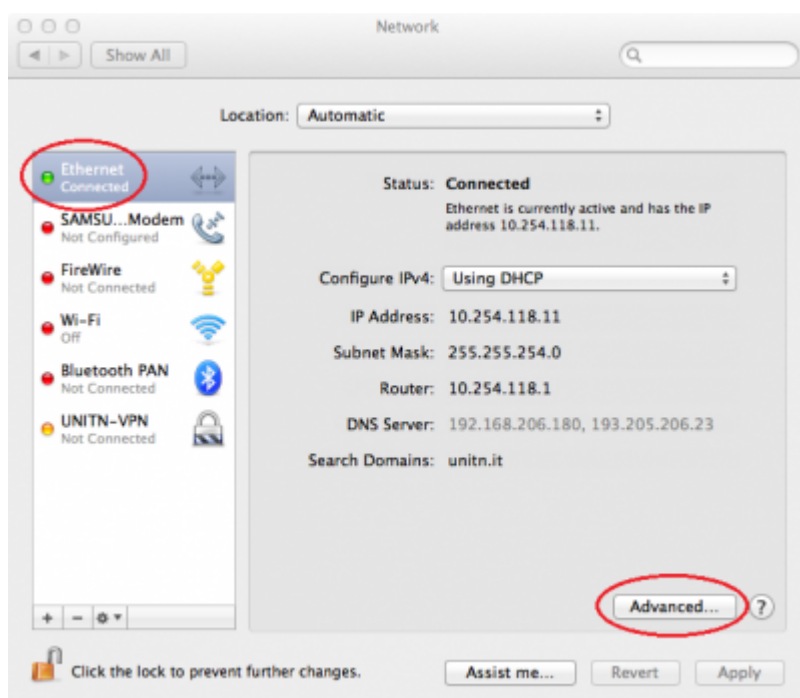 Network
Show All
Location: Automatic
Ethernet
Connected
SAMSU...Modem
Not Configured
FireWire
Not Connected
Wi-Fi
Off
Bluetooth PAN
Not Connected
UNITN-VPN
Not Connected
Status: Connected
Ethernet is currently active and has the IP
address 10.254.118.11.
Configure IPv4: Using DHCP
IP Address: 10.254.118.11
Subnet Mask: 255.255.254.0
Router: 10.254.118.1
DNS Server: 192.168.206.180, 193.205.206.23
Search Domains: unitn.it
Advanced... ?
+ −
Click the lock to prevent further changes.
Assist me... Revert Apply